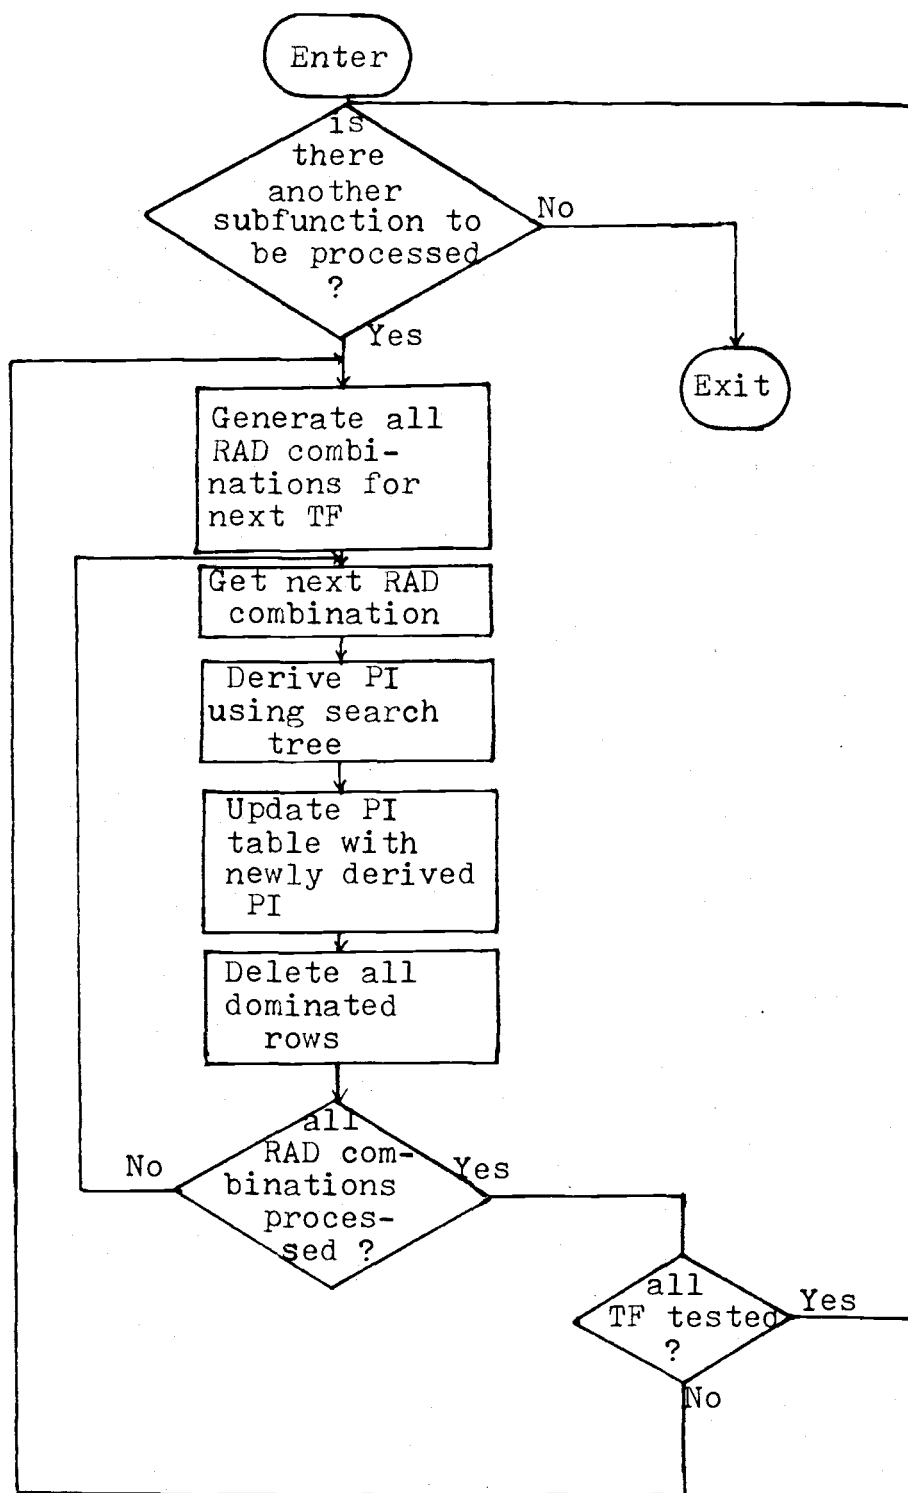 Enter
is
there
another
subfunction to
be processed
?
No
Yes
Exit
Generate all
RAD combi-
nations for
next TF
Get next RAD
combination
Derive PI
using search
tree
Update PI
table with
newly derived
PI
Delete all
dominated
rows
all
RAD com-
binations
proces-
sed ?
No
Yes
all
TF tested
?
Yes
No